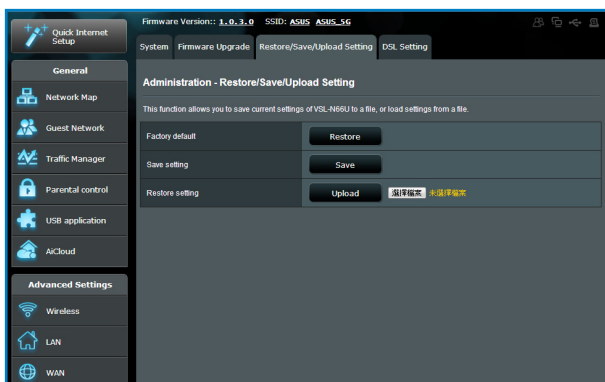 Quick Internet
Setup
Firmware Version:: 1.0.3.0 SSID: ASUS ASUS_5G
System Firmware Upgrade Restore/Save/Upload Setting DSL Setting
General
Network Map
Guest Network
Traffic Manager
Parental control
USB application
AiCloud
Advanced Settings
Wireless
LAN
WAN
Administration - Restore/Save/Upload Setting
This function allows you to save current settings of VSL-N66U to a file, or load settings from a file.
Factory default Restore
Save setting Save
Restore setting Upload 選擇檔案 未選擇檔案